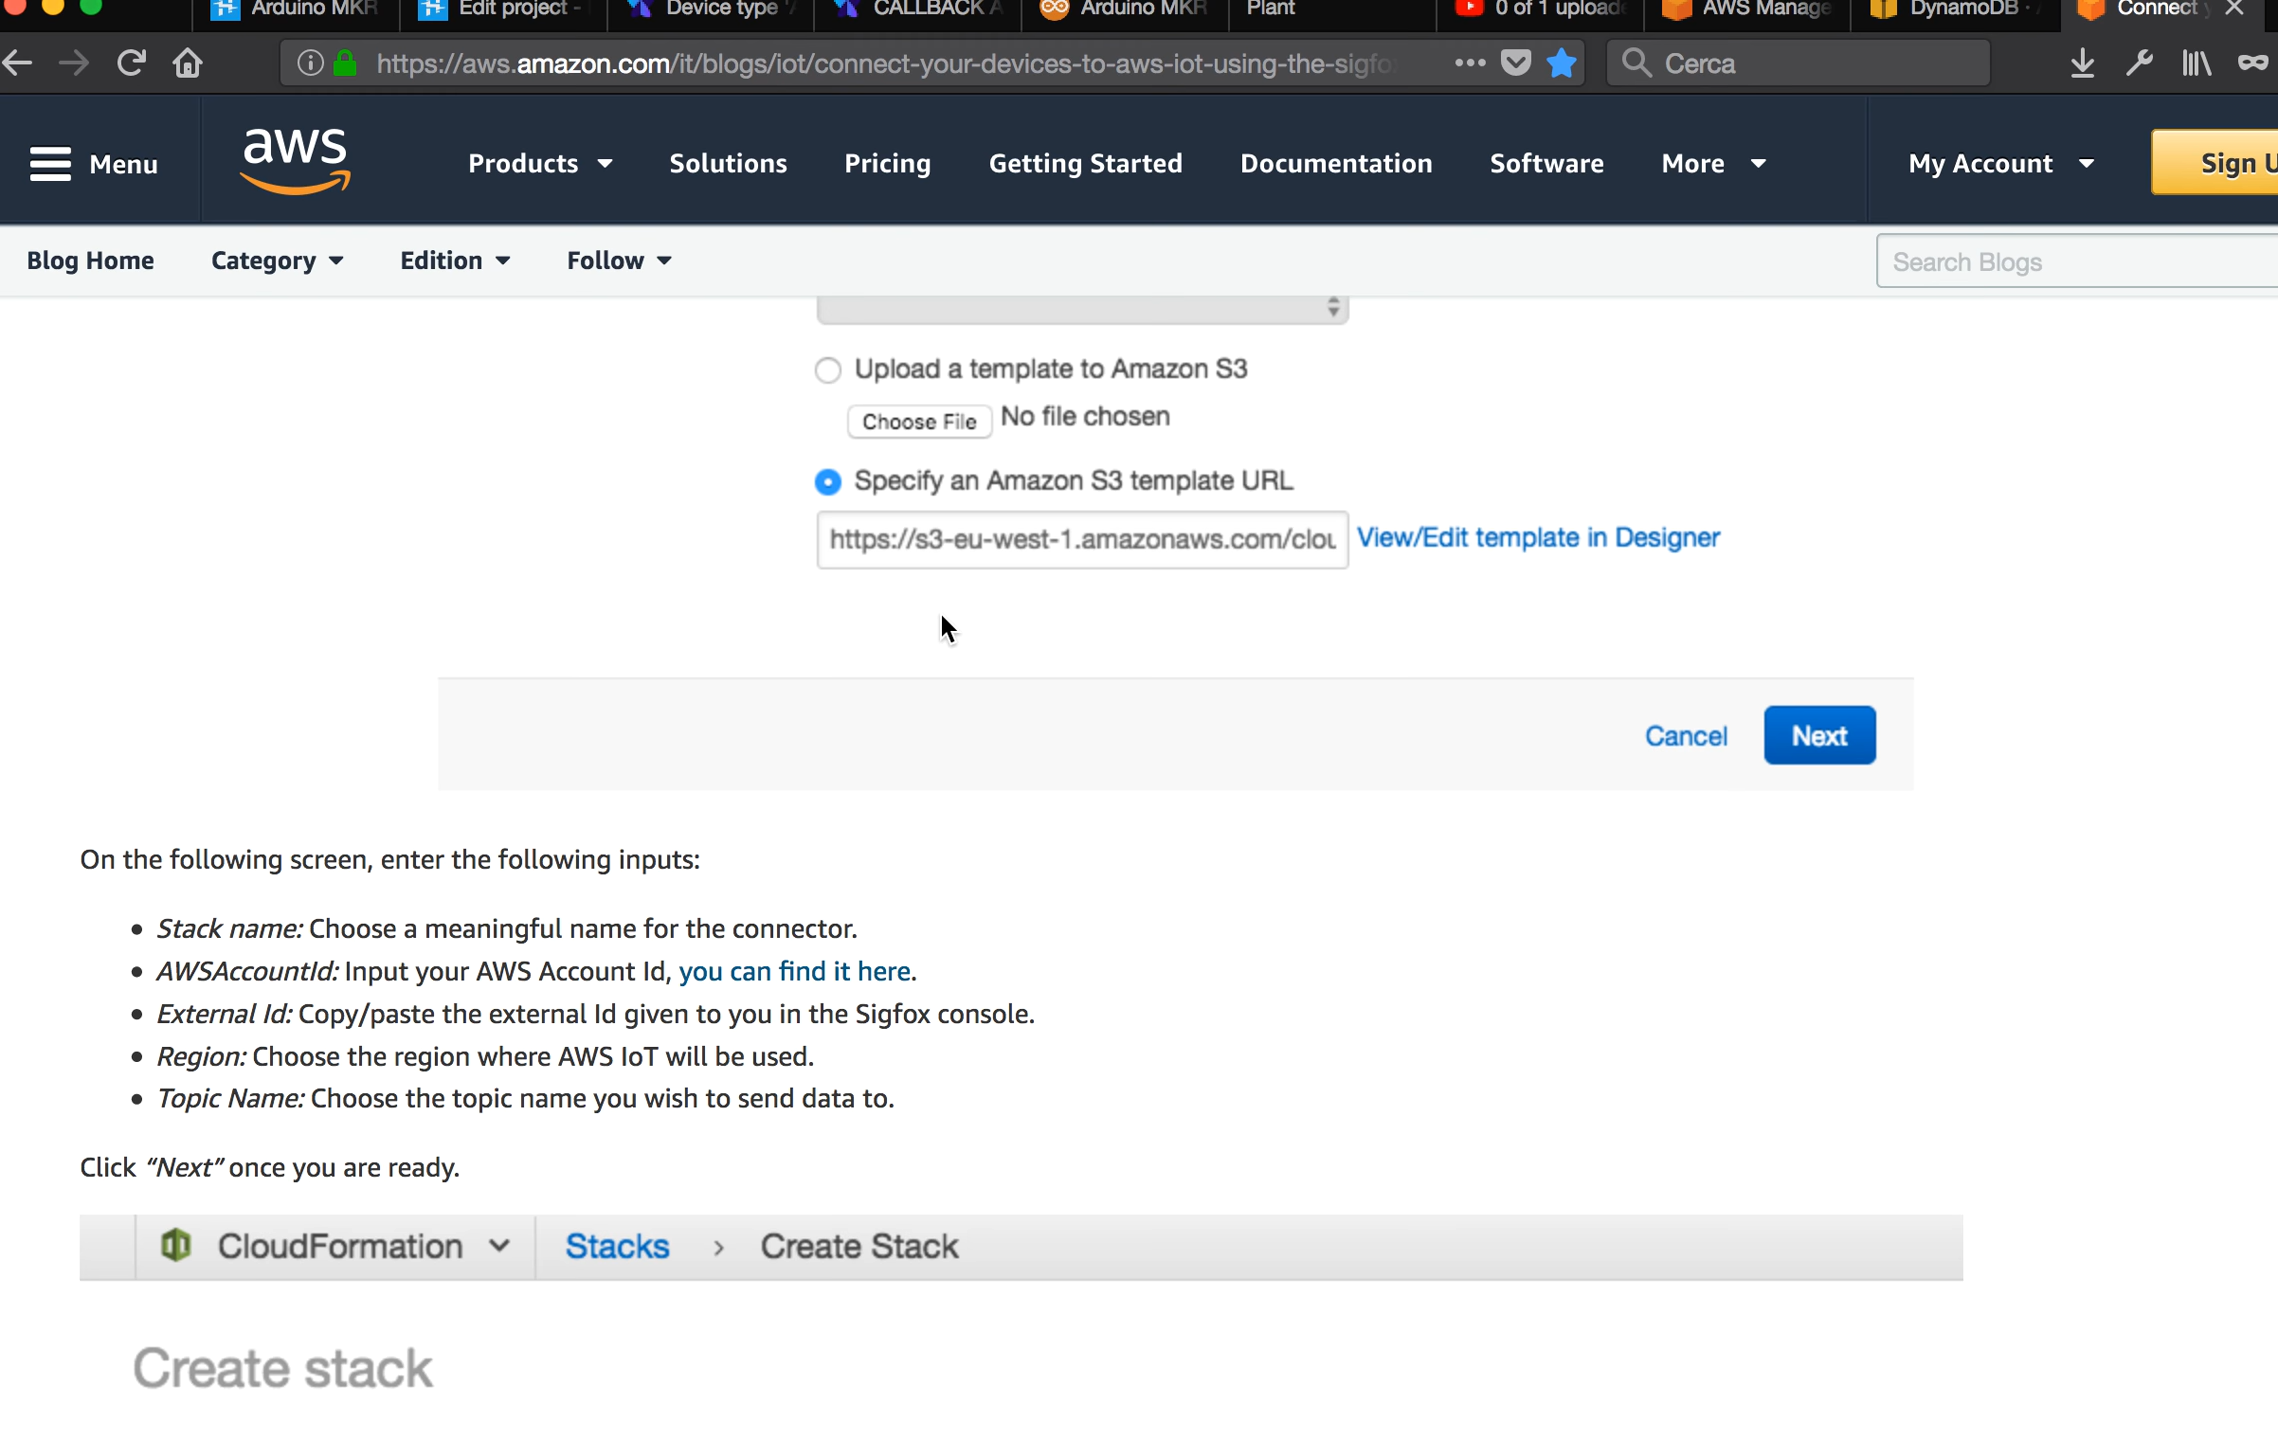 Arduino MKR
Edit project -
Device type '
CALLBACK
Arduino MKR
Plant
0 of 1 upload
AWS Manage
DynamoDB ·
Connect
https://aws.amazon.com/it/blogs/iot/connect-your-devices-to-aws-iot-using-the-sigfo
Cerca
Menu
aws
Products
Solutions
Pricing
Getting Started
Documentation
Software
More
My Account
Sign U
Blog Home
Category
Edition
Follow
Search Blogs
Upload a template to Amazon S3
Choose File No file chosen
Specify an Amazon S3 template URL
https://s3-eu-west-1.amazonaws.com/clou View/Edit template in Designer
Cancel
Next
On the following screen, enter the following inputs:
• Stack name: Choose a meaningful name for the connector.
• AWSAccountId: Input your AWS Account Id, you can find it here.
• External Id: Copy/paste the external Id given to you in the Sigfox console.
• Region: Choose the region where AWS IoT will be used.
• Topic Name: Choose the topic name you wish to send data to.
Click “Next” once you are ready.
CloudFormation
Stacks > Create Stack
Create stack